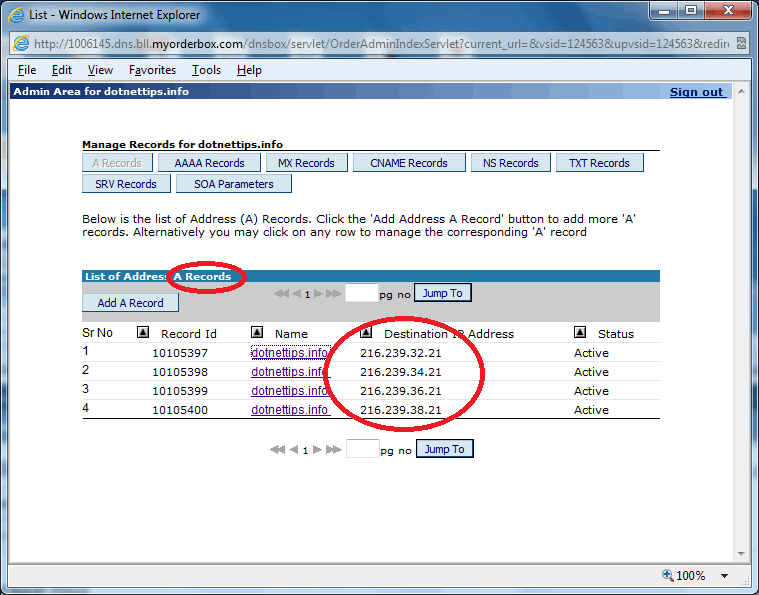 List - Windows Internet Explorer
http://1006145.dns.bll.myorderbox.com/dnsbox/servlet/OrderAdminIndexServlet?current_url=&vsid=124563&upvsid=124563&redire
File Edit View Favorites Tools Help
Admin Area for dotnettips.info Sign out
Manage Records for dotnettips.info
A Records AAAA Records MX Records CNAME Records NS Records TXT Records
SRV Records SOA Parameters
Below is the list of Address (A) Records. Click the 'Add Address A Record' button to add more 'A'
records. Alternatively you may click on any row to manage the corresponding 'A' record
List of Address A Records
Add A Record 1 pg no Jump To
Sr No Record Id Name Destination IP Address Status
1 10105397 dotnettips.info 216.239.32.21 Active
2 10105398 dotnettips.info 216.239.34.21 Active
3 10105399 dotnettips.info 216.239.36.21 Active
4 10105400 dotnettips.info 216.239.38.21 Active
1 pg no Jump To
100%